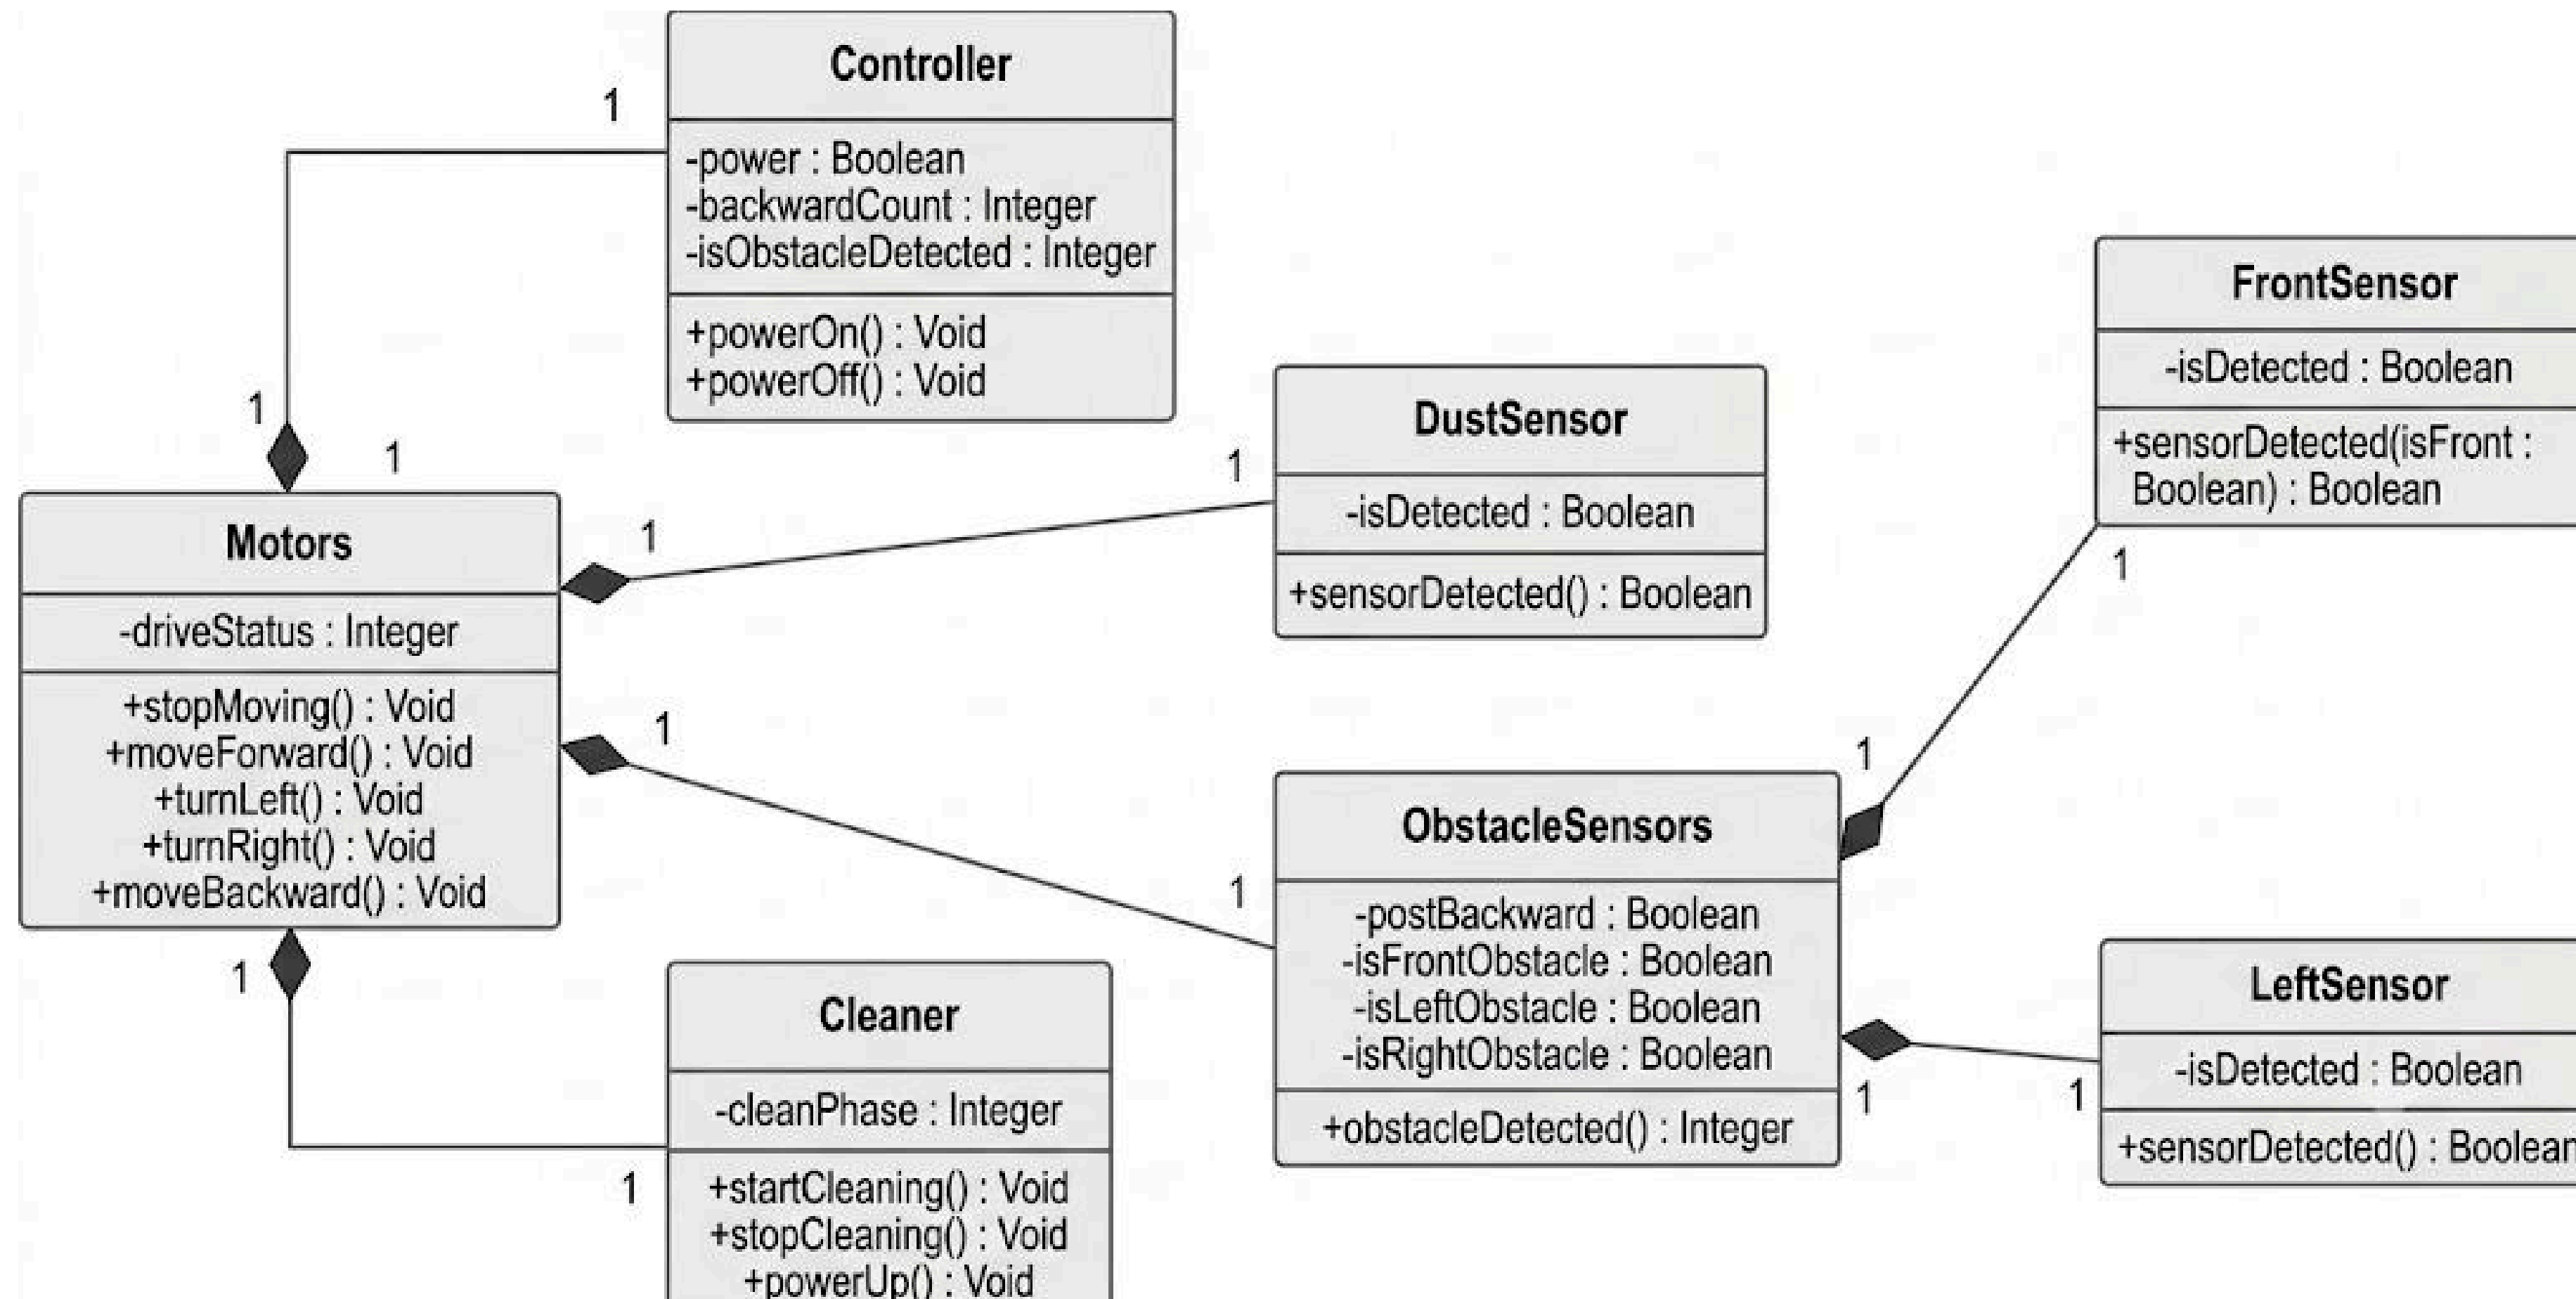 Controller
-power : Boolean
-backwardCount : Integer
-isObstacleDetected : Integer
+powerOn() : Void
+powerOff() : Void
1
1
1
Motors
-driveStatus : Integer
+stopMoving() : Void
+moveForward() : Void
+turnLeft() : Void
+turnRight() : Void
+moveBackward() : Void
1
1
DustSensor
-isDetected : Boolean
+sensorDetected() : Boolean
1
1
ObstacleSensors
-postBackward : Boolean
-isFrontObstacle : Boolean
-isLeftObstacle : Boolean
-isRightObstacle : Boolean
+obstacleDetected() : Integer
1
1
FrontSensor
-isDetected : Boolean
+sensorDetected(isFront :
Boolean) : Boolean
1
1
LeftSensor
-isDetected : Boolean
+sensorDetected() : Boolean
1
1
Cleaner
-cleanPhase : Integer
+startCleaning() : Void
+stopCleaning() : Void
+powerUp() : Void